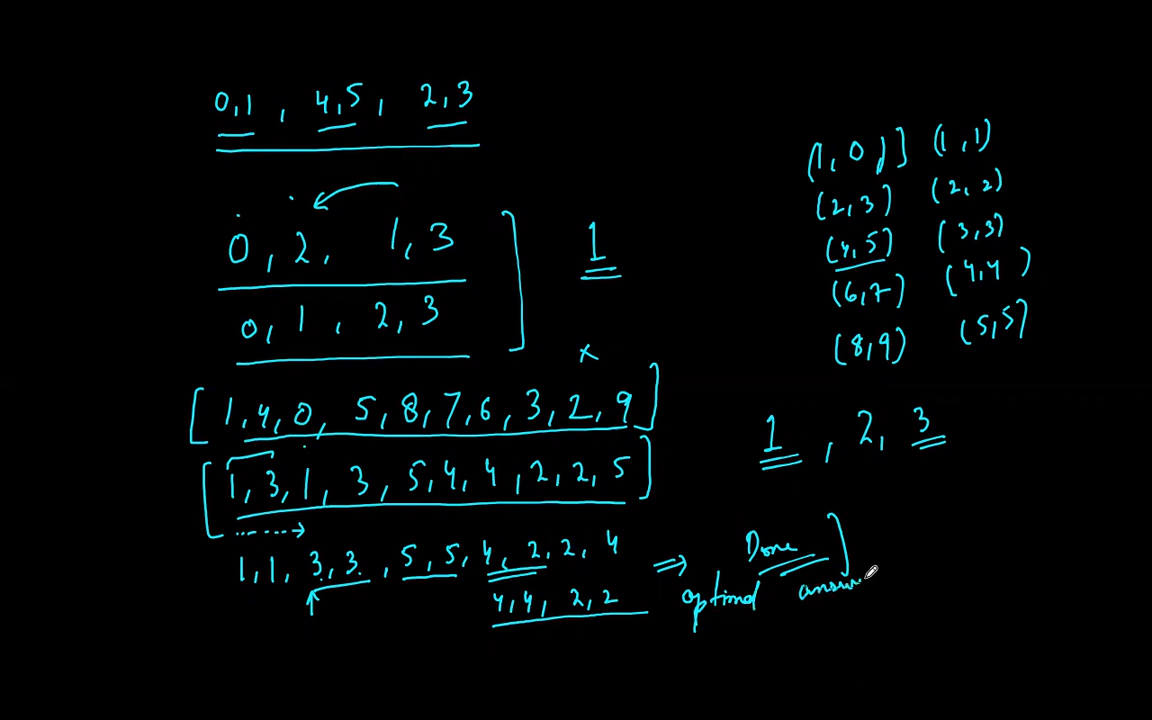 0,1 , 4,5, 2,3
0, 2, 1,3
0, 1, 2, 3
1
x
[1,4,0, 5,8,7,6,3,2,9]
[1,3,1, 3, 5,4,4,2,2,5]
1,1, 3,3, 5,5,4,2,2,4 ⇒ Done]
4,4, 2,2
optimal answ
(1,0)] (1,1)
(2,3) (2,2)
(4,5) (3,3)
(6,7) (4,4)
(8,9) (5,5)
1, 2, 3